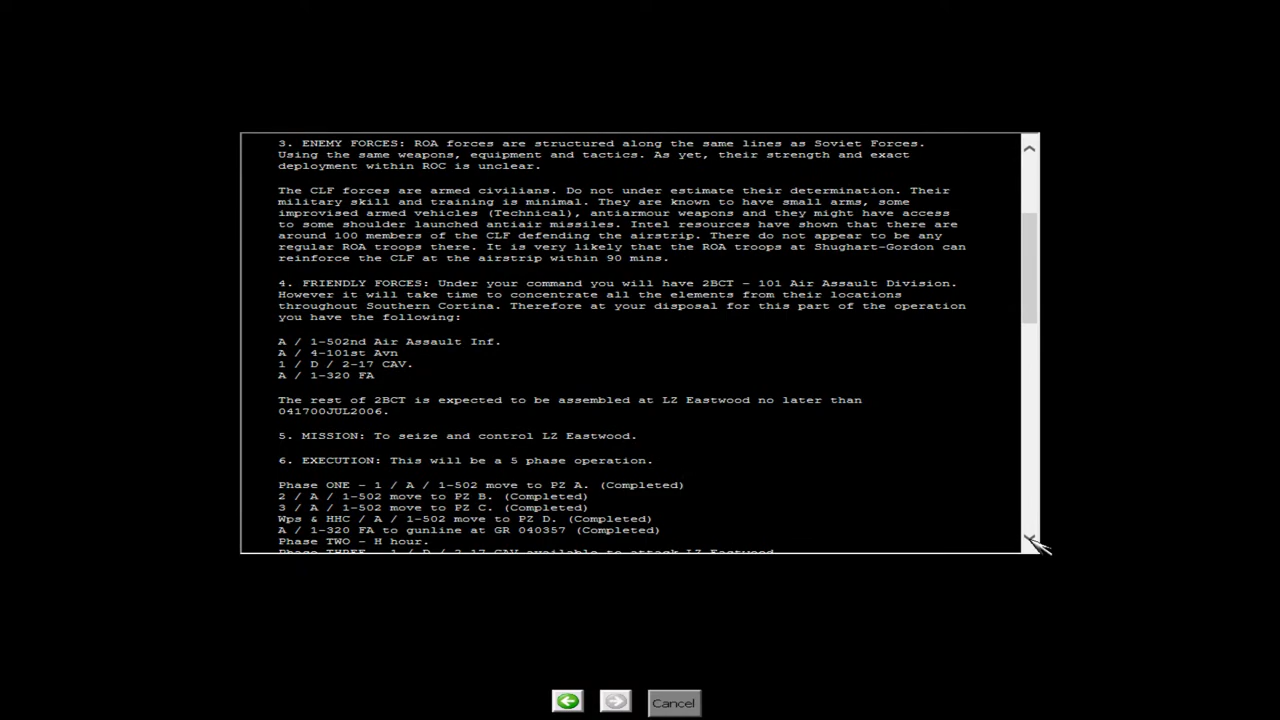 3. ENEMY FORCES: ROA forces are structured along the same lines as Soviet Forces.
Using the same weapons, equipment and tactics. As yet, their strength and exact
deployment within ROC is unclear.
The CLF forces are armed civilians. Do not under estimate their determination. Their
military skill and training is minimal. They are known to have small arms, some
improvised armed vehicles (Technical), antiarmour weapons and they might have access
to some shoulder launched antiair missiles. Intel resources have shown that there are
around 100 members of the CLF defending the airstrip. There do not appear to be any
regular ROA troops there. It is very likely that the ROA troops at Shughart-Gordon can
reinforce the CLF at the airstrip within 90 mins.
4. FRIENDLY FORCES: Under your command you will have 2BCT - 101 Air Assault Division.
However it will take time to concentrate all the elements from their locations
throughout Southern Cortina. Therefore at your disposal for this part of the operation
you have the following:
A / 1-502nd Air Assault Inf.
A / 4-101st Avn
1 / D / 2-17 CAV.
A / 1-320 FA
The rest of 2BCT is expected to be assembled at LZ Eastwood no later than
041700JUL2006.
5. MISSION: To seize and control LZ Eastwood.
6. EXECUTION: This will be a 5 phase operation.
Phase ONE - 1 / A / 1-502 move to PZ A. (Completed)
2 / A / 1-502 move to PZ B. (Completed)
3 / A / 1-502 move to PZ C. (Completed)
Wps & HHC / A / 1-502 move to PZ D. (Completed)
A / 1-320 FA to gunline at GR 040357 (Completed)
Phase TWO - H hour.
Phase THREE - 1 / D / 2-17 CAV available to attack LZ Eastwood
Cancel